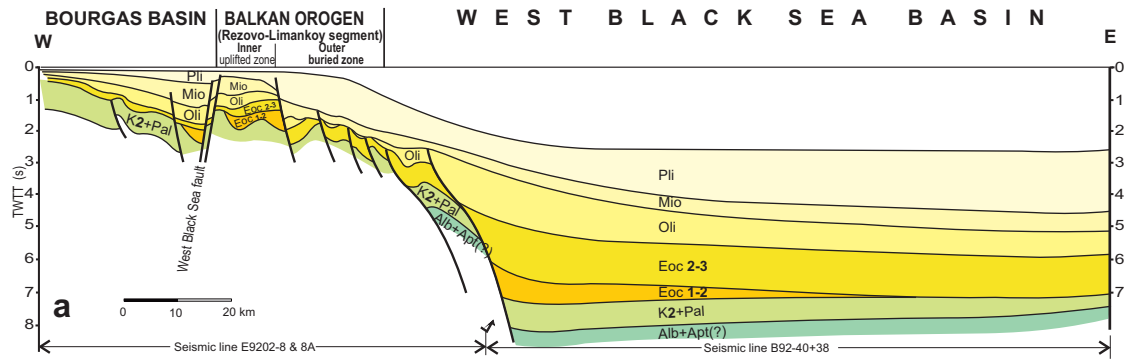 BOURGAS BASIN
BALKAN OROGEN
(Rezovo-Limankoy segment)
WEST BLACK SEA BASIN
W
Inner
uplifted zone
Outer
buried zone
E
0
1
2
3
4
5
6
7
8
TWTT (s)
0
1
2
3
4
5
6
7
Pli
Mio
Oli
K2+Pal
Mio
Oli
Eoc 2-3
Eoc 1-2
West Black Sea fault
Oli
K2+Pal
Alb+Apt(?)
Pli
Mio
Oli
Eoc 2-3
Eoc 1-2
K2+Pal
Alb+Apt(?)
a
0 10 20 km
Seismic line E9202-8 & 8A
Seismic line B92-40+38